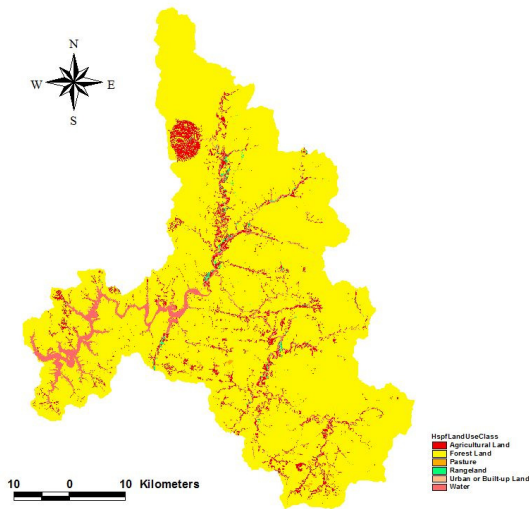 N
W E
S
HspfLandUseClass
Agricultural Land
Forest Land
Pasture
Rangeland
Urban or Built-up Land
Water
10 0 10 Kilometers